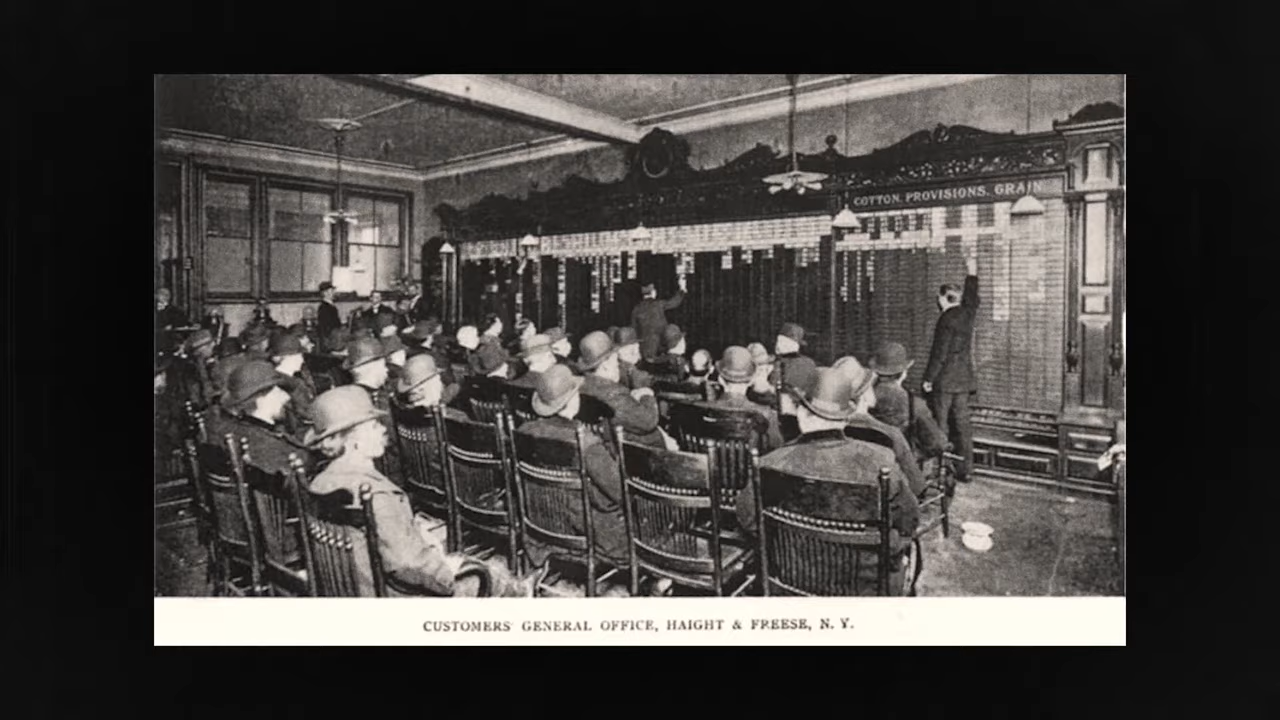 COTTON, PROVISIONS, GRAIN
CUSTOMERS' GENERAL OFFICE, HAIGHT & FREESE, N. Y.